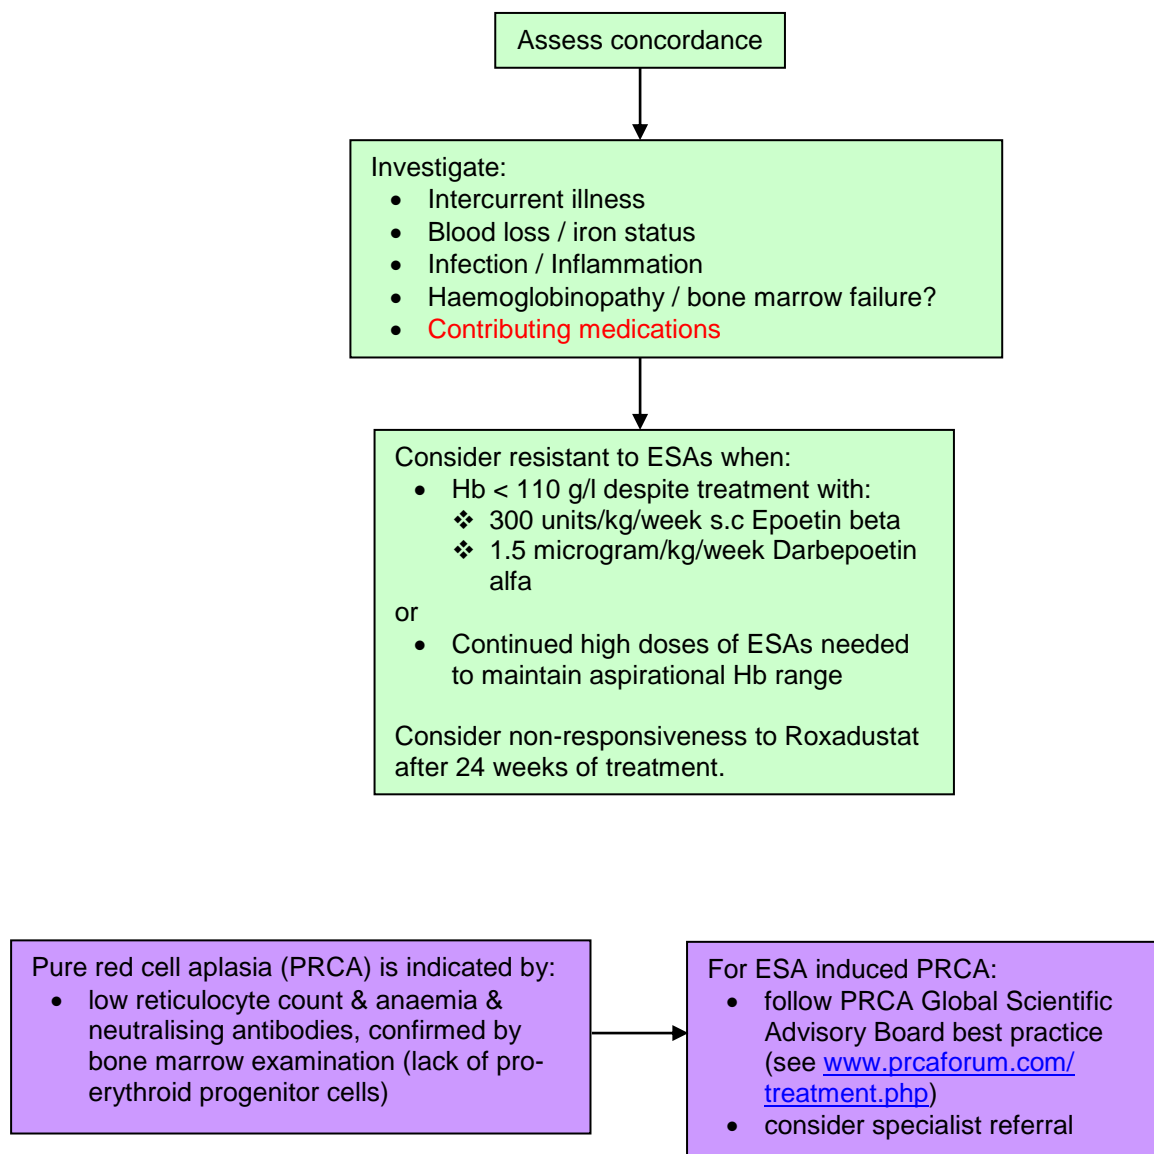 Assess concordance
Investigate:
• Intercurrent illness
• Blood loss / iron status
• Infection / Inflammation
• Haemoglobinopathy / bone marrow failure?
• Contributing medications
Consider resistant to ESAs when:
• Hb < 110 g/l despite treatment with:
❖ 300 units/kg/week s.c Epoetin beta
❖ 1.5 microgram/kg/week Darbepoetin
alfa
or
• Continued high doses of ESAs needed
to maintain aspirational Hb range
Consider non-responsiveness to Roxadustat
after 24 weeks of treatment.
Pure red cell aplasia (PRCA) is indicated by:
• low reticulocyte count & anaemia &
neutralising antibodies, confirmed by
bone marrow examination (lack of pro-
erythroid progenitor cells)
For ESA induced PRCA:
• follow PRCA Global Scientific
Advisory Board best practice
(see www.prcaforum.com/
treatment.php)
• consider specialist referral